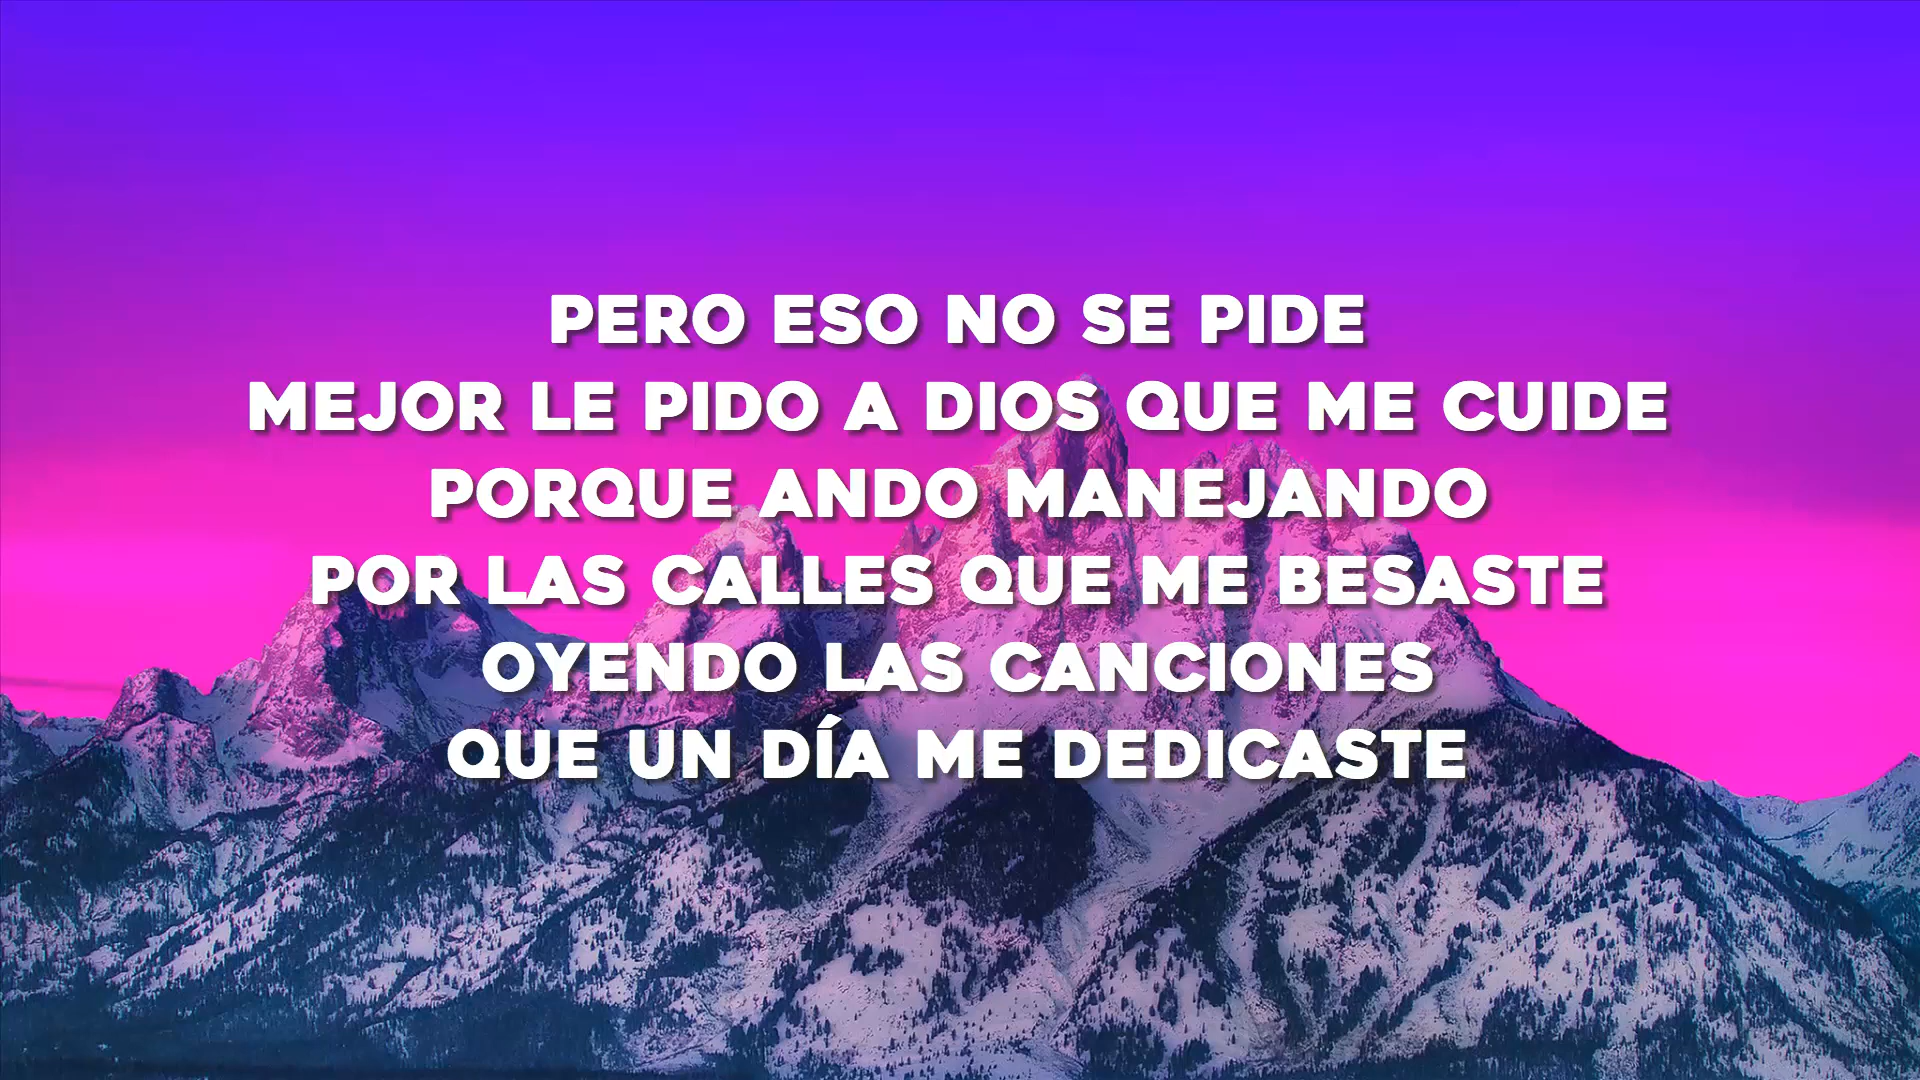 PERO ESO NO SE PIDE
MEJOR LE PIDO A DIOS QUE ME CUIDE
PORQUE ANDO MANEJANDO
POR LAS CALLES QUE ME BESASTE
OYENDO LAS CANCIONES
QUE UN DÍA ME DEDICASTE